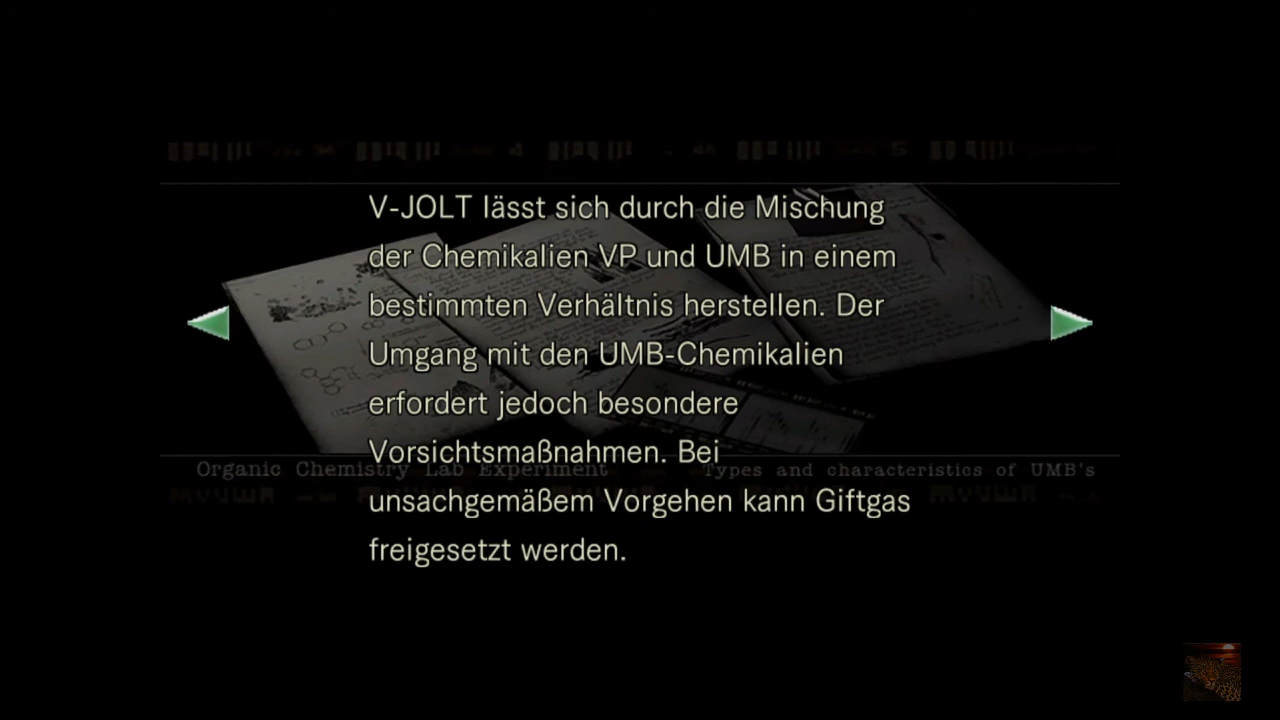 V-JOLT lässt sich durch die Mischung
der Chemikalien VP und UMB in einem
bestimmten Verhältnis herstellen. Der
Umgang mit den UMB-Chemikalien
erfordert jedoch besondere
Vorsichtsmaßnahmen. Bei
Organic Chemistry Lab Experiment Types and characteristics of UMB's
unsachgemäßem Vorgehen kann Giftgas
freigesetzt werden.